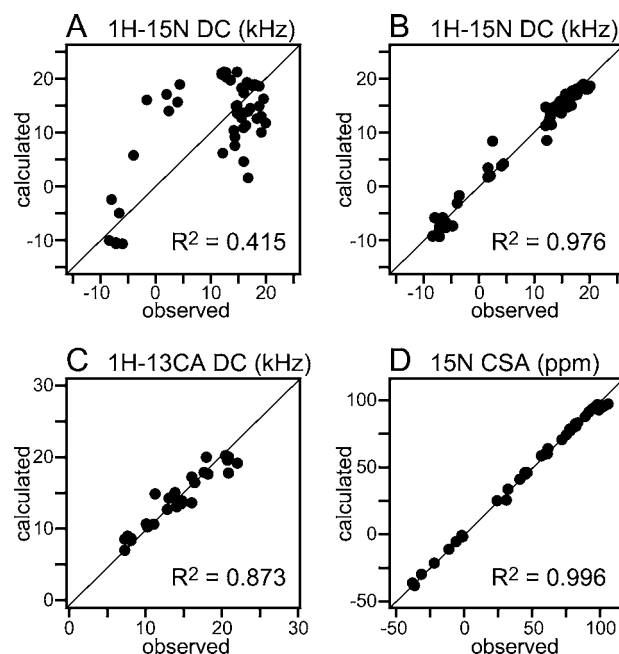 A 1H-15N DC (kHz)
20
10
0
-10
calculated
R² = 0.415
-10 0 10 20
observed
B 1H-15N DC (kHz)
20
10
0
-10
calculated
R² = 0.976
-10 0 10 20
observed
C 1H-13CA DC (kHz)
30
20
10
0
calculated
R² = 0.873
0 10 20 30
observed
D 15N CSA (ppm)
100
50
0
-50
calculated
R² = 0.996
-50 0 50 100
observed